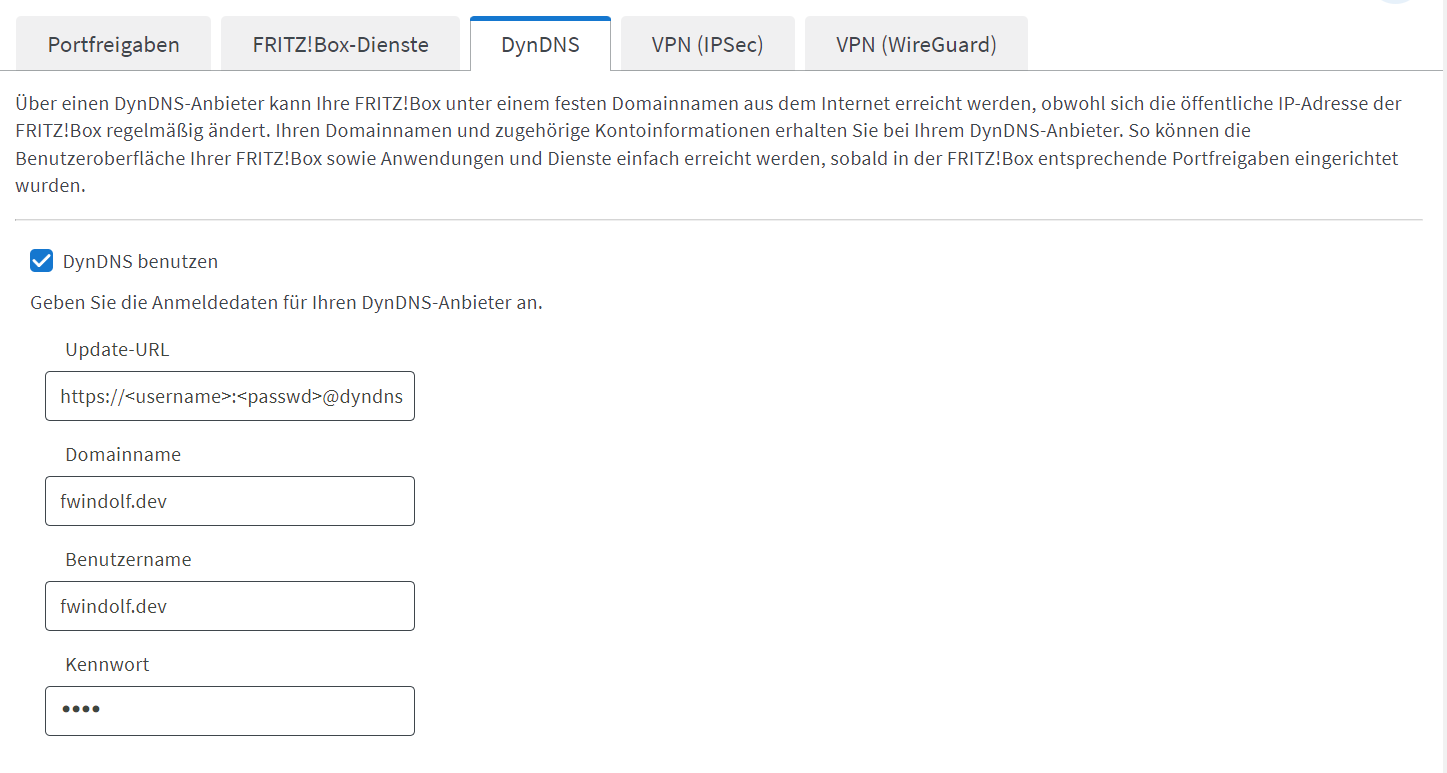 Portfreigaben FRITZ!Box-Dienste DynDNS VPN (IPSec) VPN (WireGuard)
Über einen DynDNS-Anbieter kann Ihre FRITZ!Box unter einem festen Domainnamen aus dem Internet erreicht werden, obwohl sich die öffentliche IP-Adresse der
FRITZ!Box regelmäßig ändert. Ihren Domainnamen und zugehörige Kontoinformationen erhalten Sie bei Ihrem DynDNS-Anbieter. So können die
Benutzeroberfläche Ihrer FRITZ!Box sowie Anwendungen und Dienste einfach erreicht werden, sobald in der FRITZ!Box entsprechende Portfreigaben eingerichtet
wurden.
DynDNS benutzen
Geben Sie die Anmeldedaten für Ihren DynDNS-Anbieter an.
Update-URL
https://<username>:<passwd>@dyndns
Domainname
fwindolf.dev
Benutzername
fwindolf.dev
Kennwort
••••